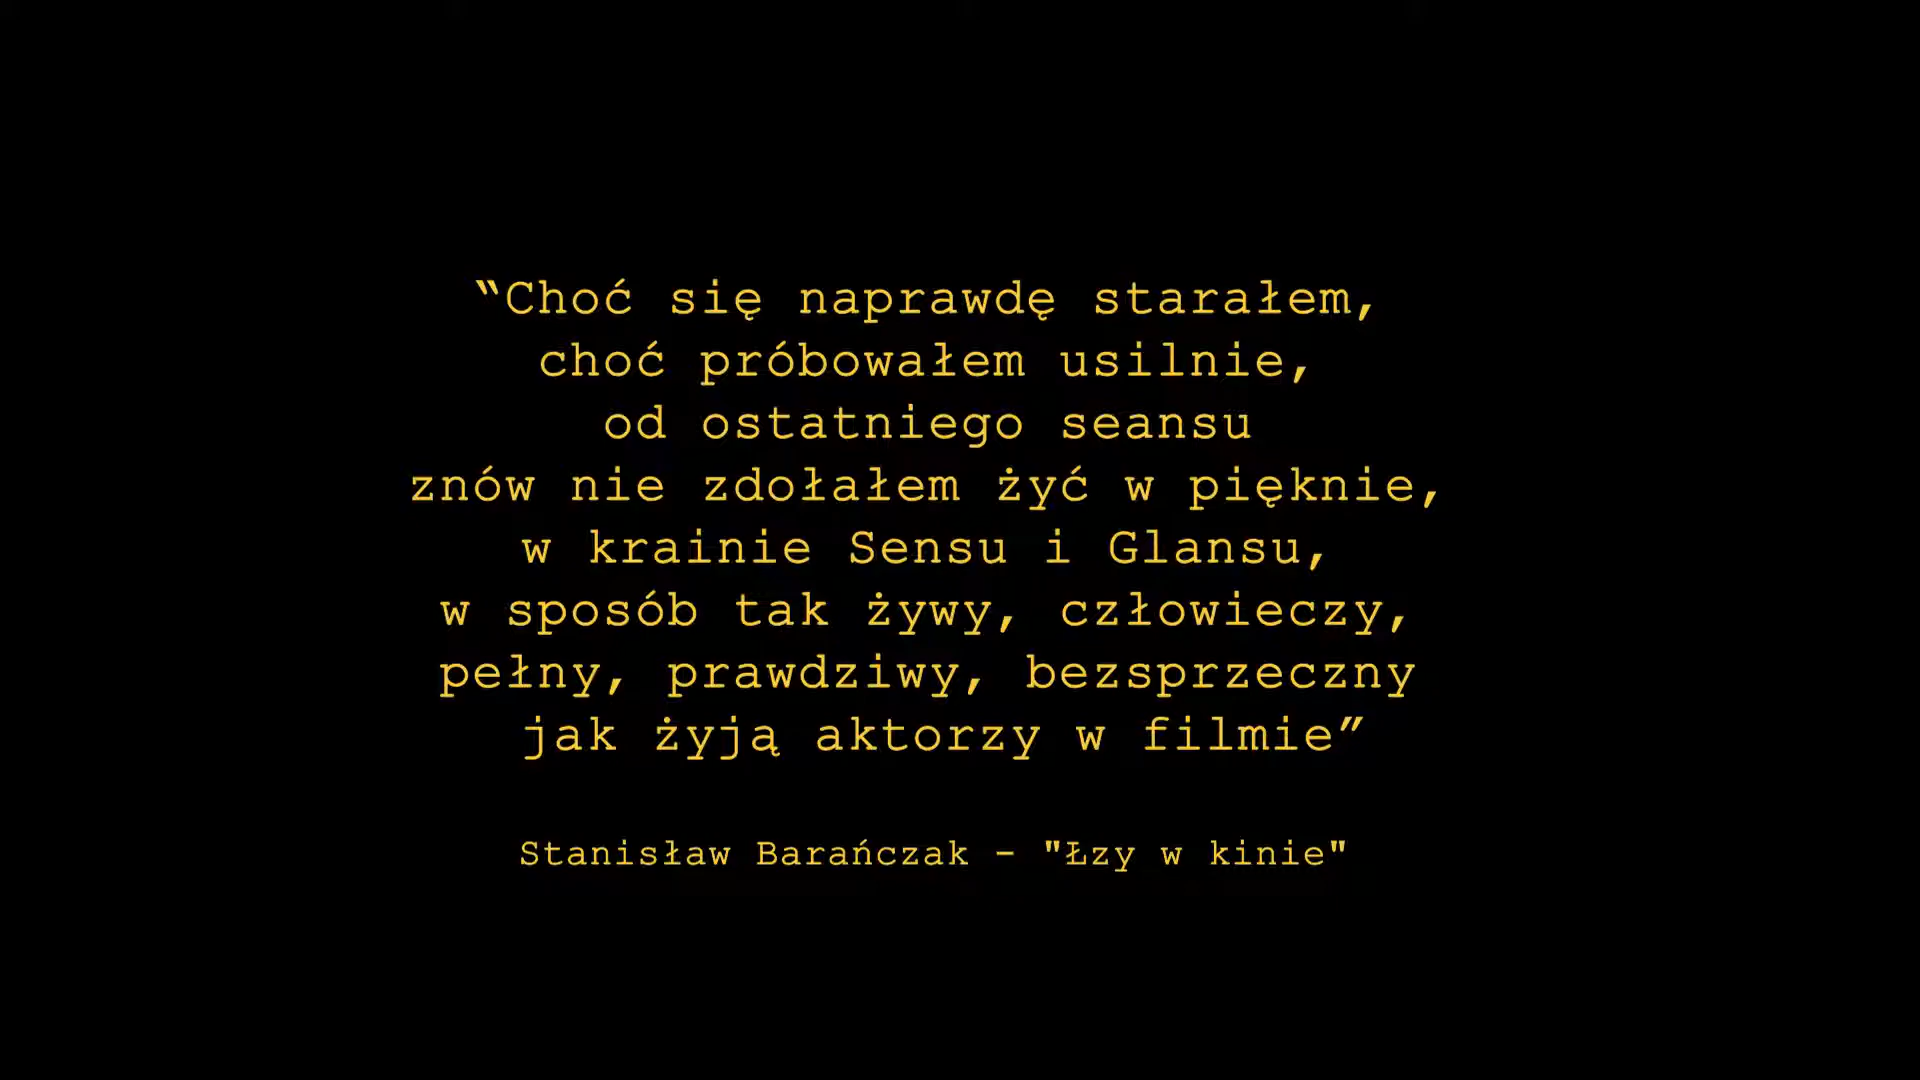 “Choć się naprawdę starałem,
choć próbowałem usilnie,
od ostatniego seansu
znów nie zdołałem żyć w pięknie,
w krainie Sensu i Glansu,
w sposób tak żywy, człowieczy,
pełny, prawdziwy, bezsprzeczny
jak żyją aktorzy w filmie”
Stanisław Barańczak – "Łzy w kinie"